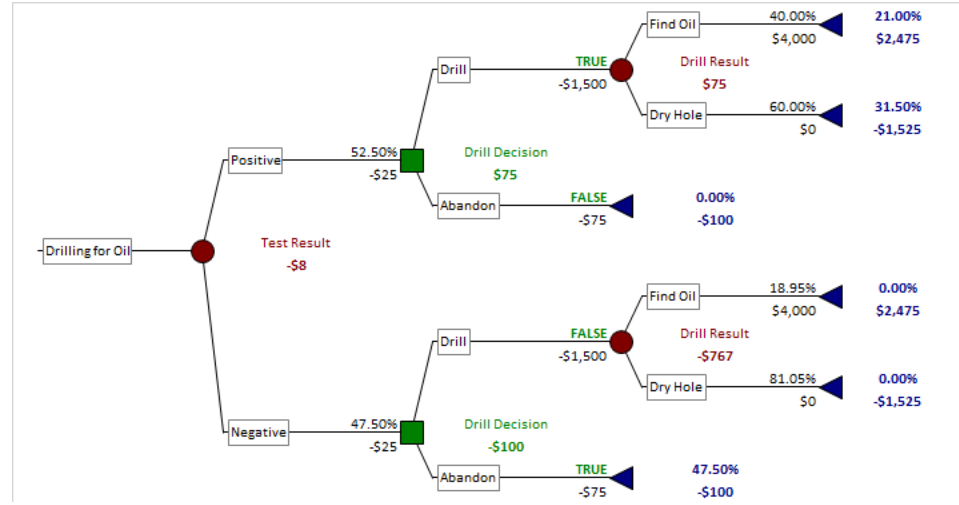 Find Oil 40.00% 21.00%
$4,000 $2,475
Drill TRUE Drill Result
-$1,500 $75
Dry Hole 60.00% 31.50%
$0 -$1,525
Positive 52.50% Drill Decision
-$25 $75
Abandon FALSE 0.00%
-$75 -$100
Drilling for Oil Test Result
-$8
Find Oil 18.95% 0.00%
$4,000 $2,475
Drill FALSE Drill Result
-$1,500 -$767
Dry Hole 81.05% 0.00%
$0 -$1,525
Negative 47.50% Drill Decision
-$25 -$100
Abandon TRUE 47.50%
-$75 -$100